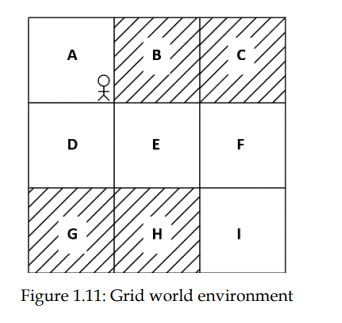 A B C
D E F
G H I
Figure 1.11: Grid world environment